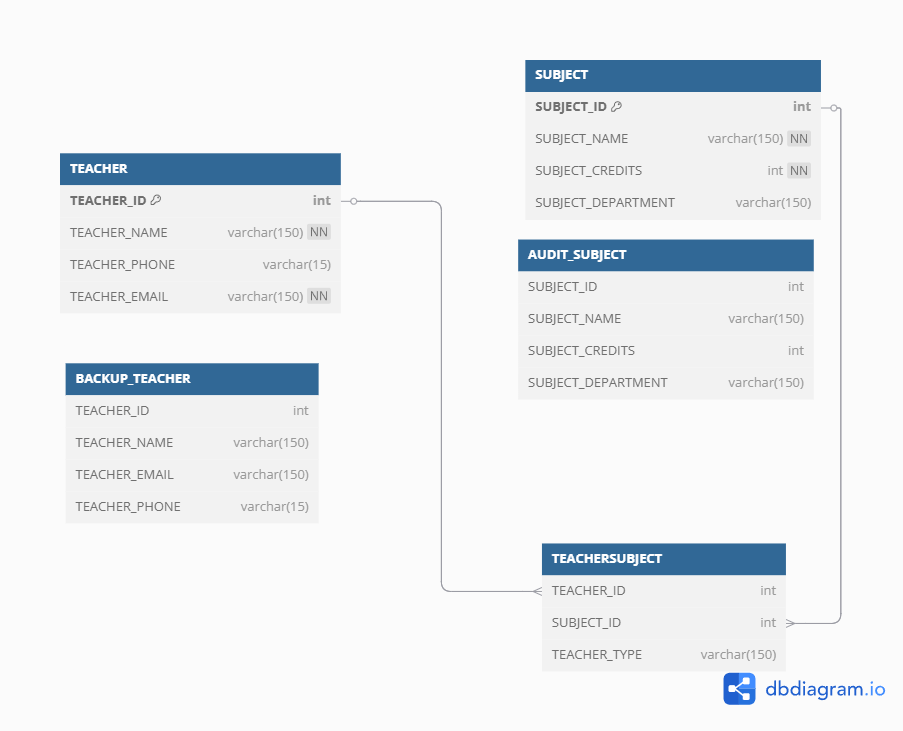 TEACHER
TEACHER_ID int
TEACHER_NAME varchar(150) NN
TEACHER_PHONE varchar(15)
TEACHER_EMAIL varchar(150) NN
BACKUP_TEACHER
TEACHER_ID int
TEACHER_NAME varchar(150)
TEACHER_EMAIL varchar(150)
TEACHER_PHONE varchar(15)
SUBJECT
SUBJECT_ID int
SUBJECT_NAME varchar(150) NN
SUBJECT_CREDITS int NN
SUBJECT_DEPARTMENT varchar(150)
AUDIT_SUBJECT
SUBJECT_ID int
SUBJECT_NAME varchar(150)
SUBJECT_CREDITS int
SUBJECT_DEPARTMENT varchar(150)
TEACHERSUBJECT
TEACHER_ID int
SUBJECT_ID int
TEACHER_TYPE varchar(150)
dbdiagram.io